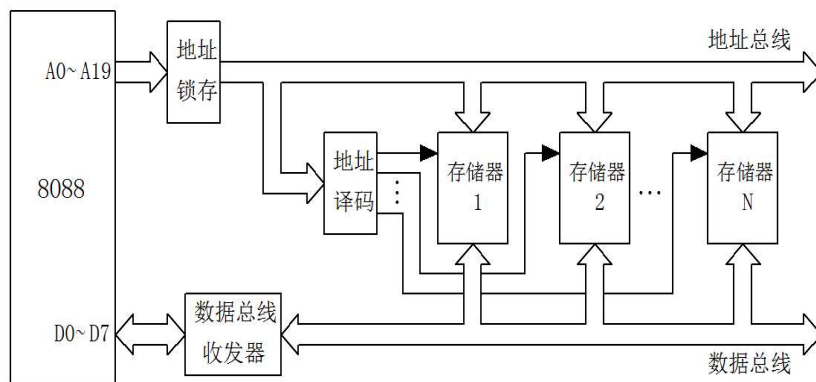 A0~A19
地址
锁存
地址总线
8088
地址
译码
⋮
存储器
1
存储器
2
…
存储器
N
D0~D7
数据总线
收发器
数据总线